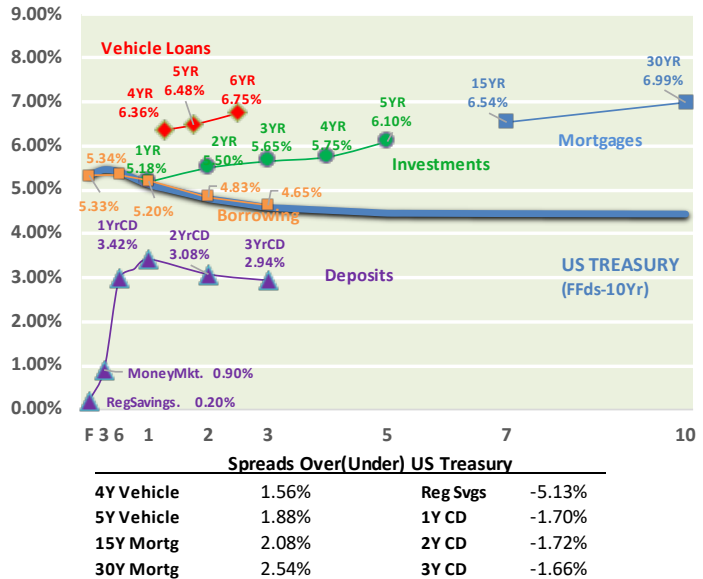 9.00%
8.00%
7.00%
6.00%
5.00%
4.00%
3.00%
2.00%
1.00%
0.00%
Vehicle Loans
4YR
6.36%
5YR
6.48%
6YR
6.75%
15YR
6.54%
30YR
6.99%
Mortgages
1YR
5.18%
2YR
5.50%
3YR
5.65%
4YR
5.75%
5YR
6.10%
Investments
5.34%
5.33%
5.20%
4.83%
4.65%
Borrowing
1YrCD
3.42%
2YrCD
3.08%
3YrCD
2.94%
Deposits
US TREASURY
(FFds-10Yr)
MoneyMkt. 0.90%
RegSavings. 0.20%
F 3 6 1 2 3 5 7 10
Spreads Over(Under) US Treasury
4Y Vehicle 1.56% Reg Svgs -5.13%
5Y Vehicle 1.88% 1Y CD -1.70%
15Y Mortg 2.08% 2Y CD -1.72%
30Y Mortg 2.54% 3Y CD -1.66%